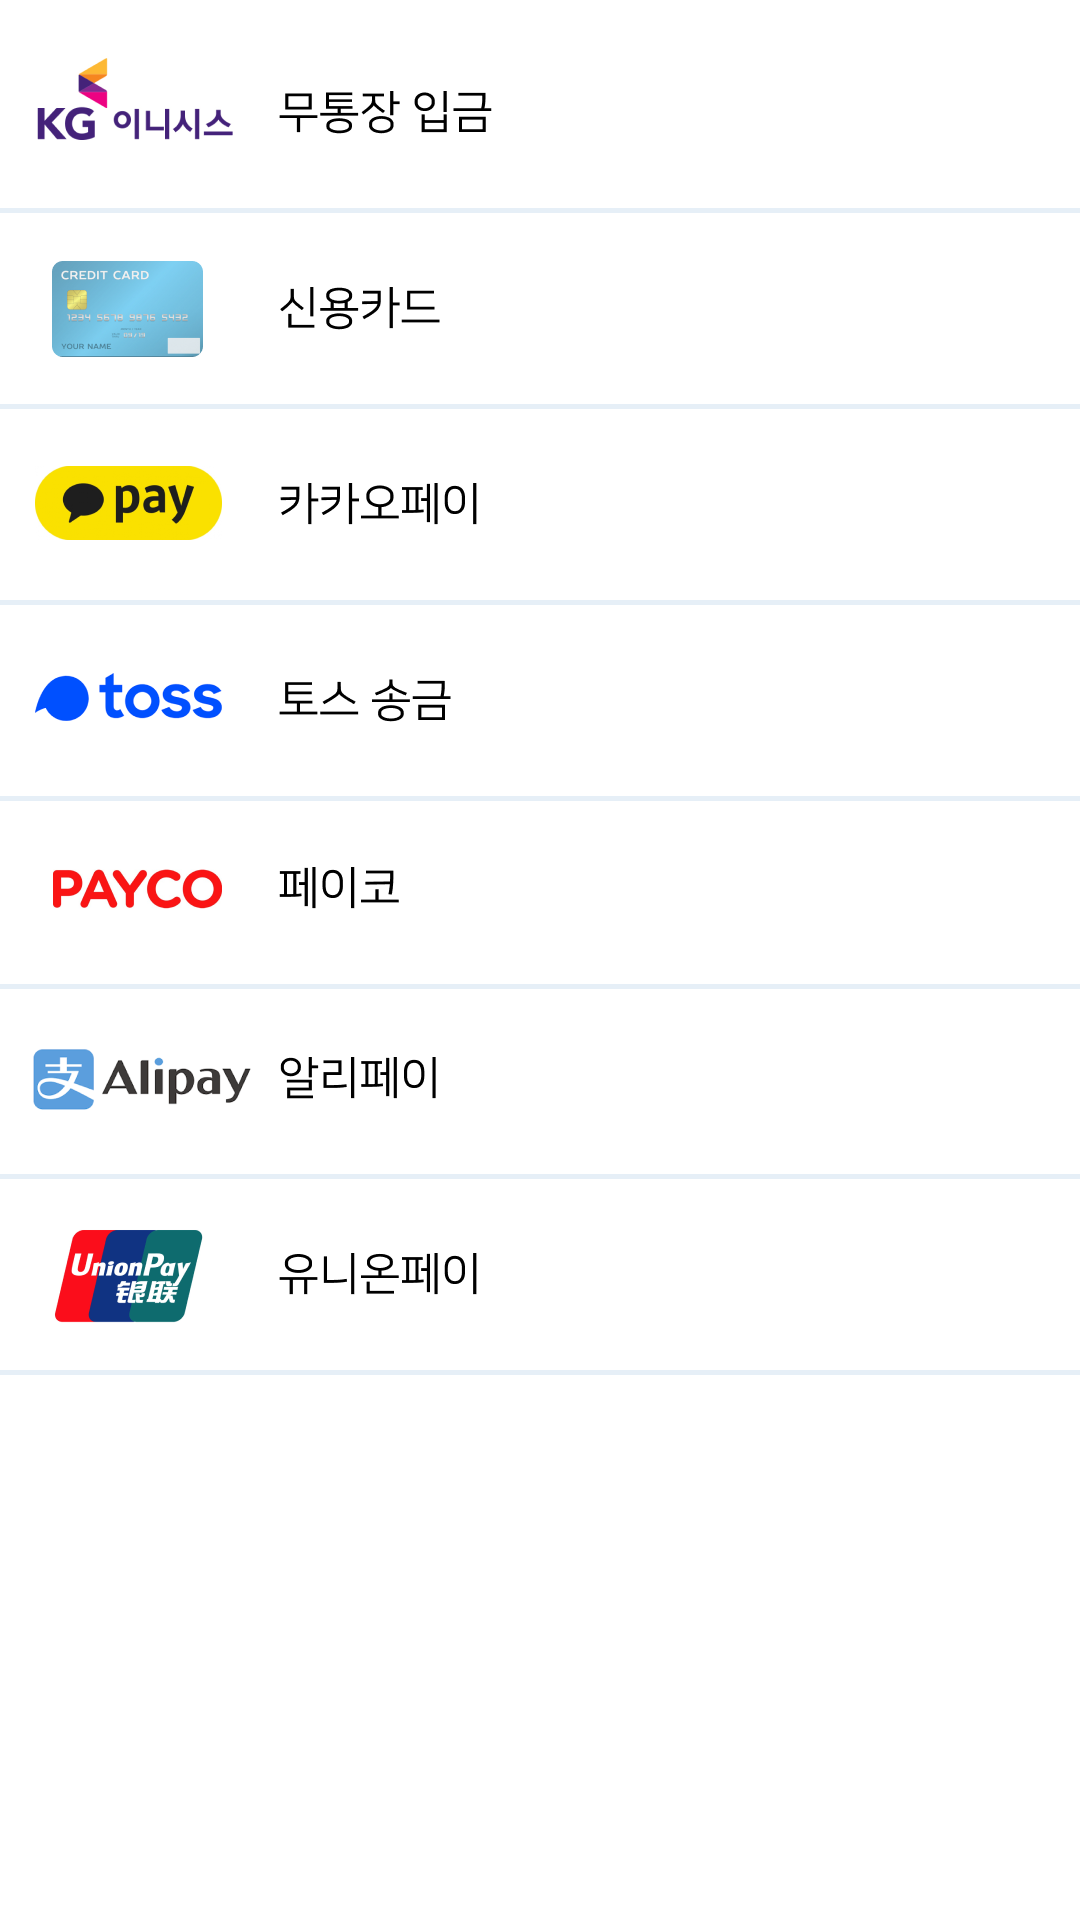 KG 이니시스 무통장 입금
CREDIT CARD
1234 5678 9876 5432
YOUR NAME
신용카드
pay 카카오페이
toss 토스 송금
PAYCO 페이코
支 Alipay 알리페이
UnionPay
银联
유니온페이